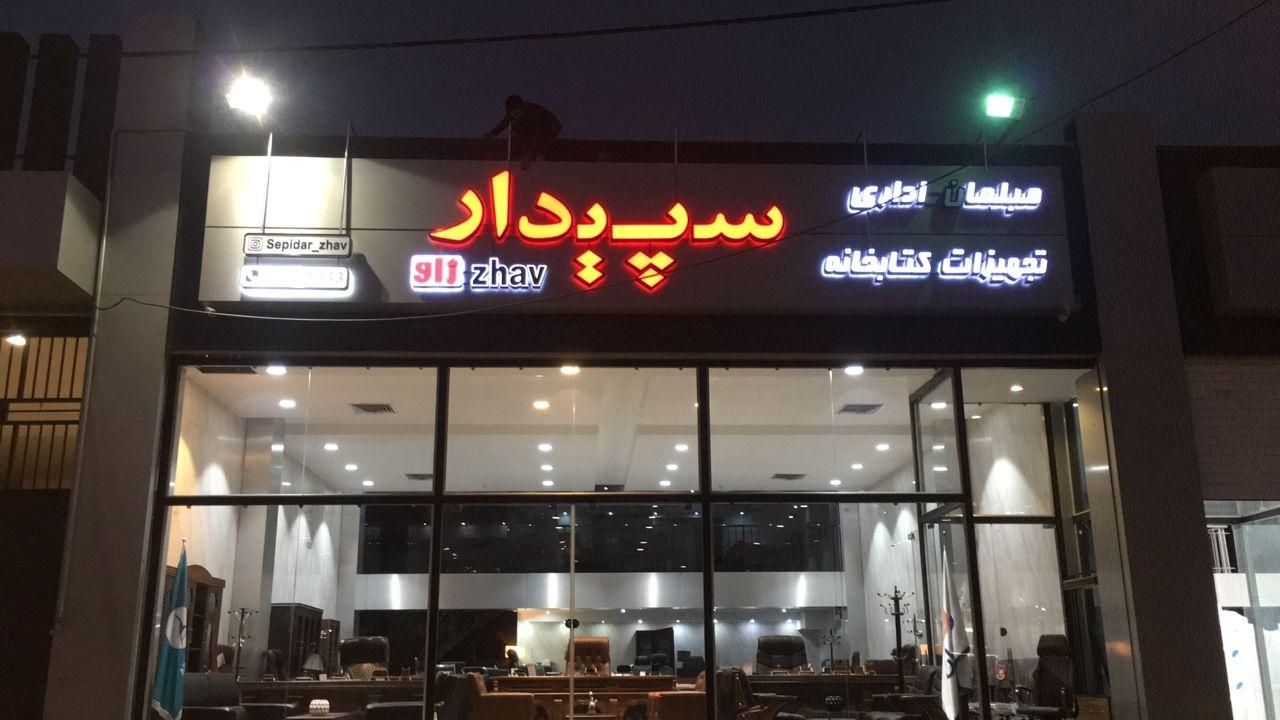 سپیدار
ژاو zhav
مبلمان اداری
تجهیزات کتابخانه
Sepidar_zhav